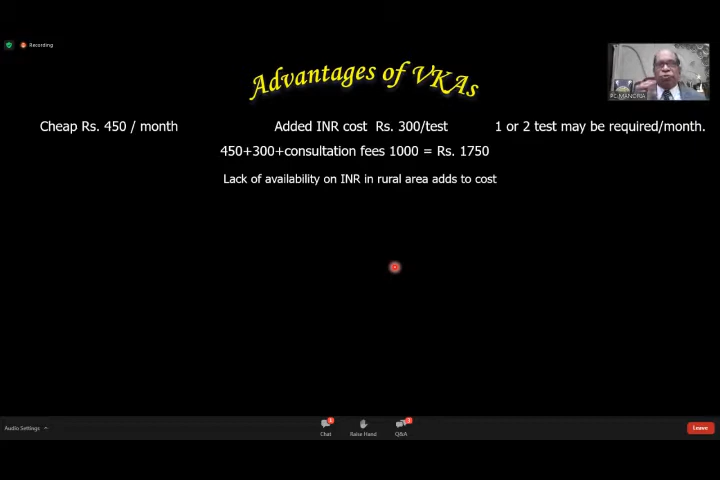 Recording
Advantages of VKAs
PC MANORIA
Cheap Rs. 450 / month Added INR cost Rs. 300/test 1 or 2 test may be required/month.
450+300+consultation fees 1000 = Rs. 1750
Lack of availability on INR in rural area adds to cost
Audio Settings Chat Raise Hand Q&A Leave